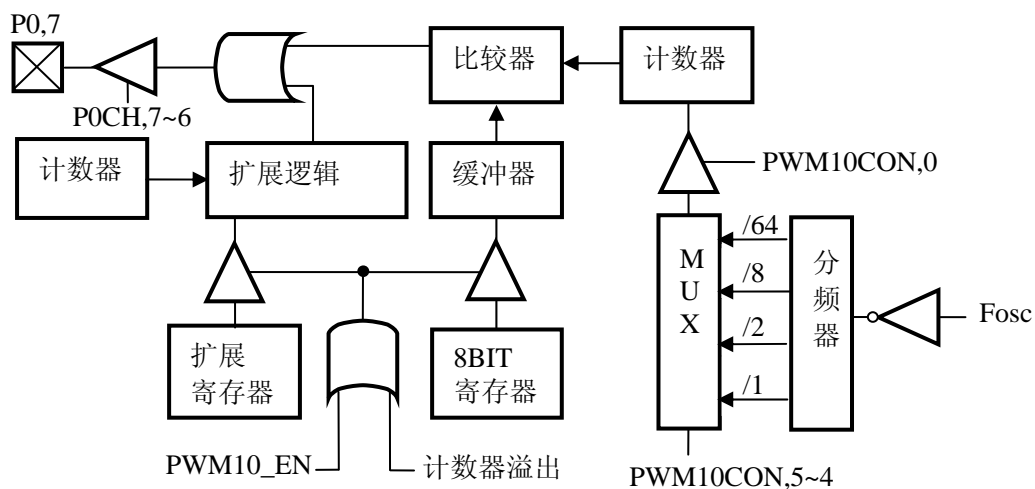 P0,7
比较器
计数器
P0CH,7~6
计数器
扩展逻辑
缓冲器
PWM10CON,0
MUX
/64
/8
/2
/1
分频器
Fosc
扩展
寄存器
8BIT
寄存器
PWM10_EN
计数器溢出
PWM10CON,5~4